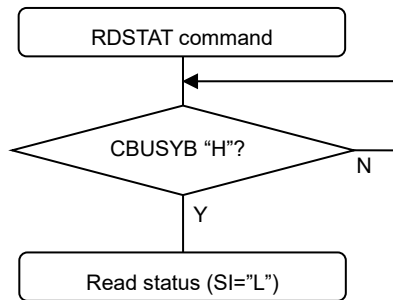 RDSTAT command
CBUSYB “H”?
N
Y
Read status (SI=”L”)